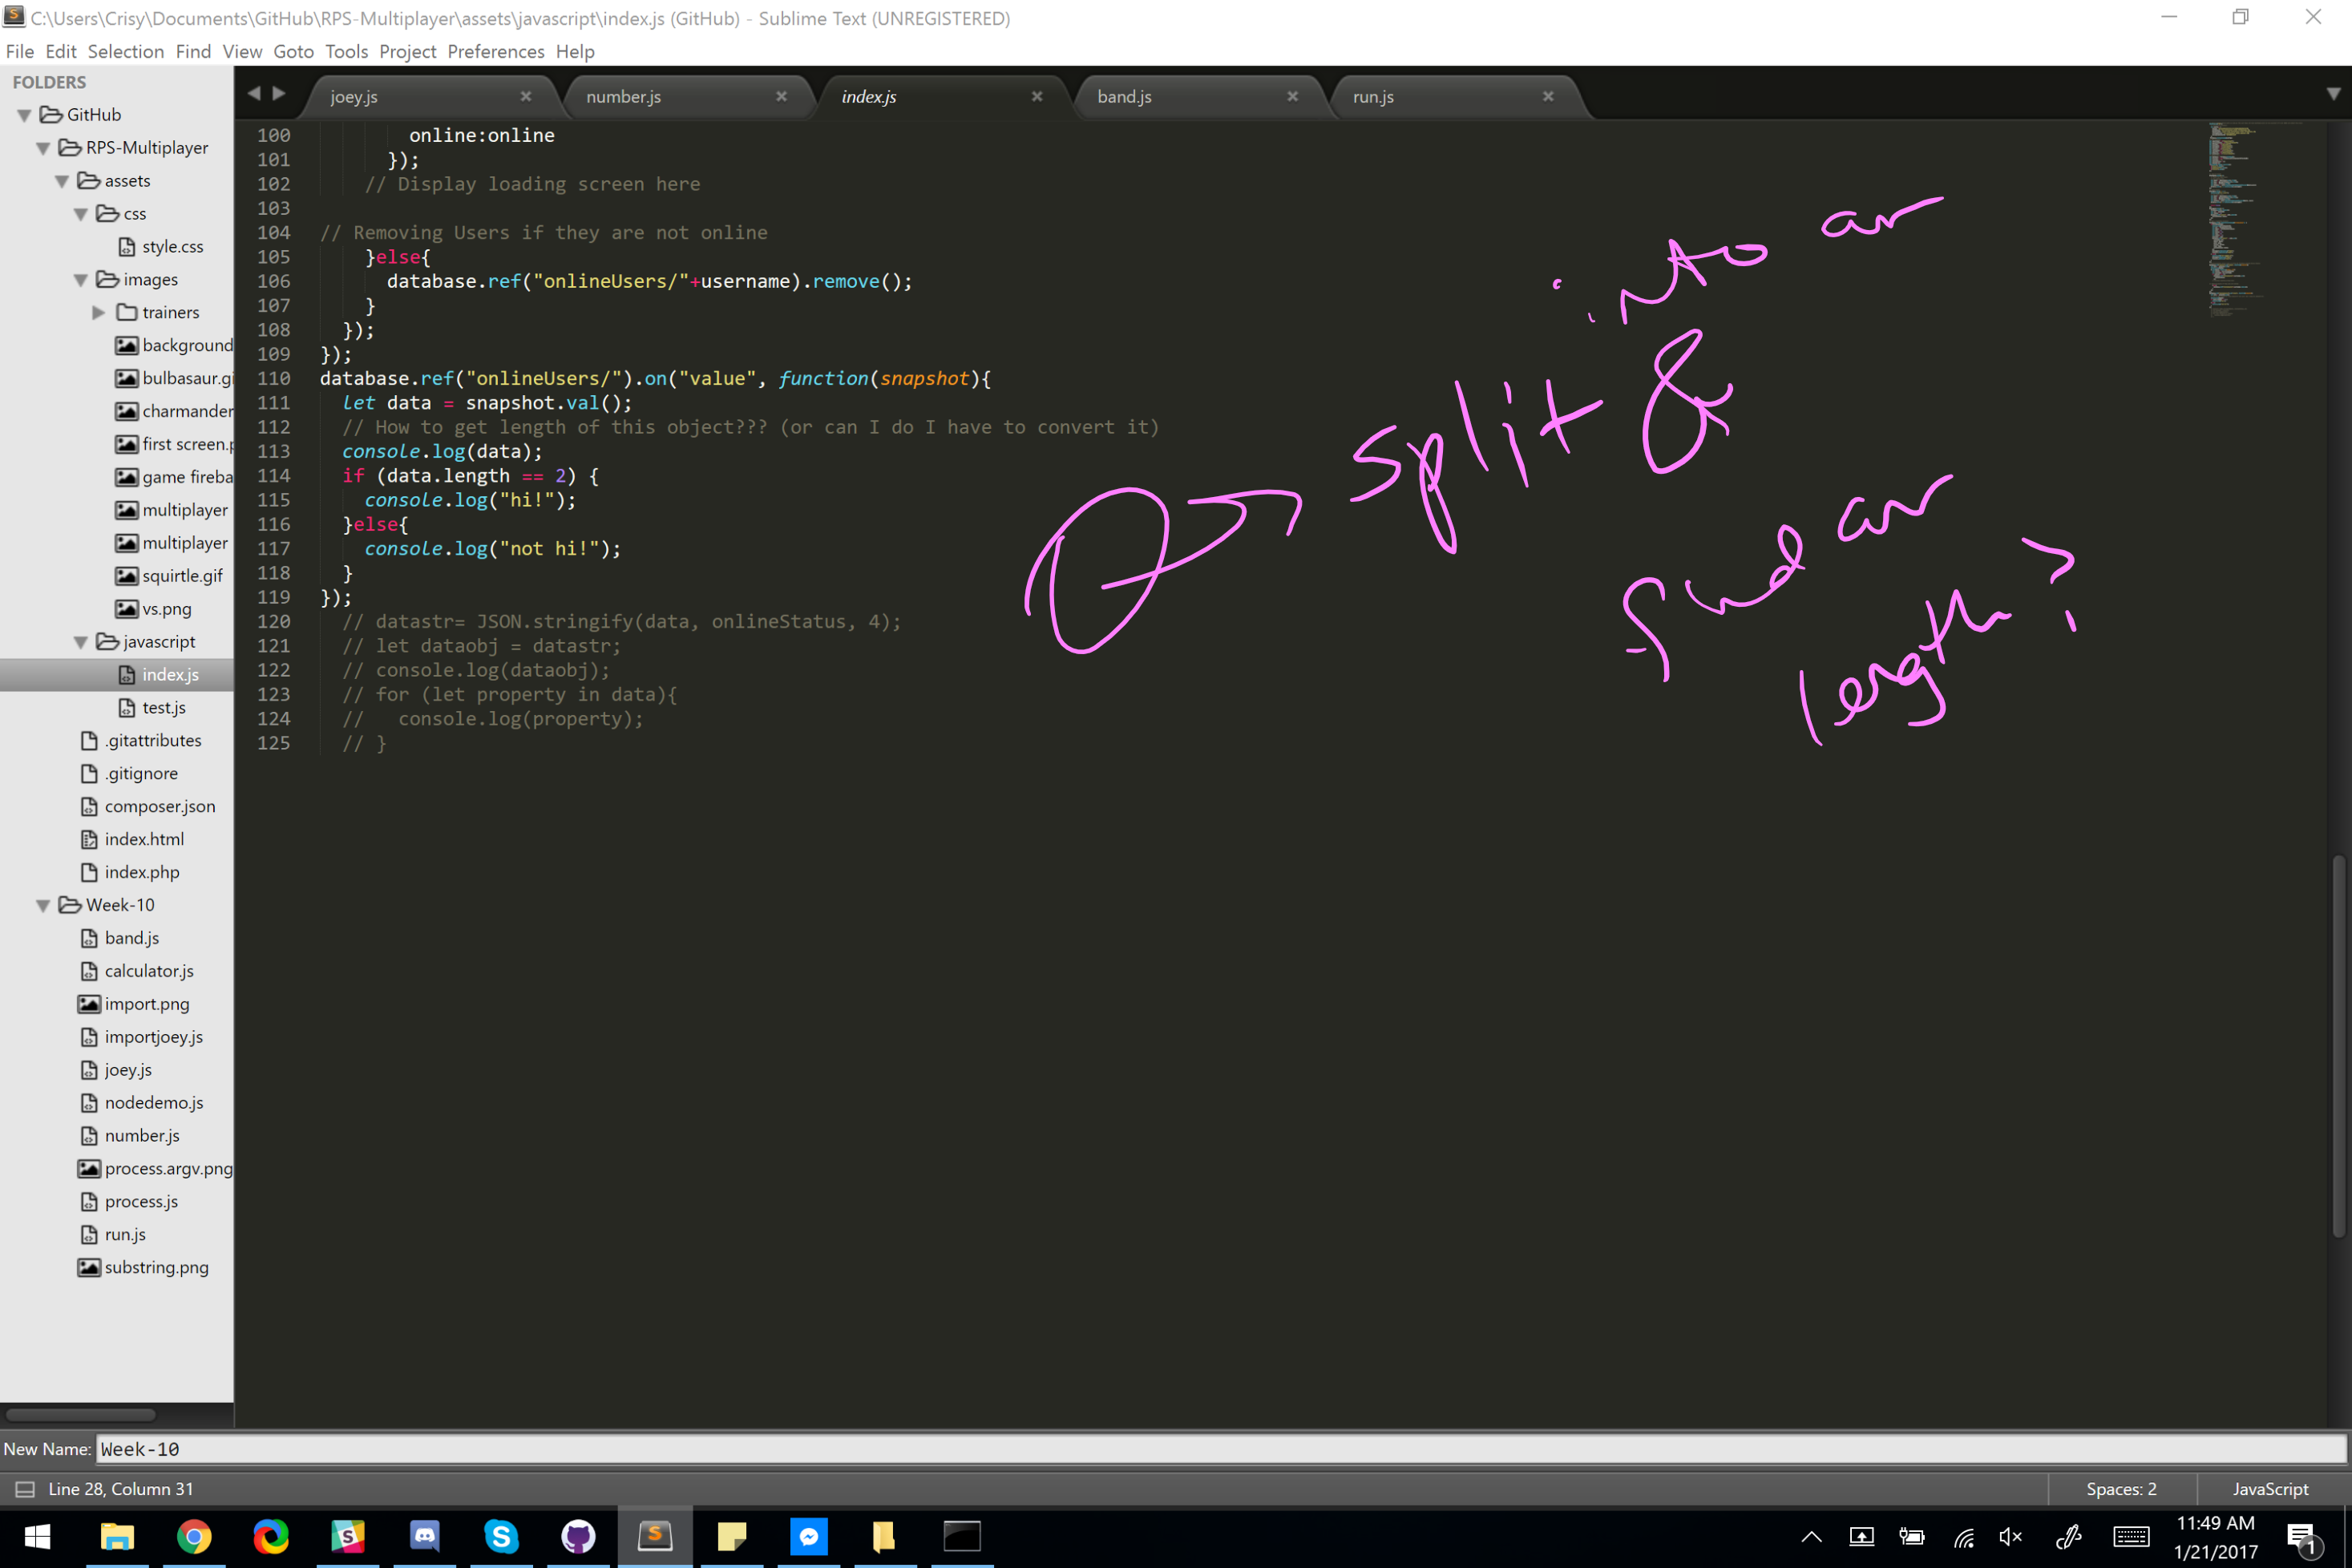 C:\Users\Crisy\Documents\GitHub\RPS-Multiplayer\assets\javascript\index.js (GitHub) - Sublime Text (UNREGISTERED)
File Edit Selection Find View Goto Tools Project Preferences Help
FOLDERS
GitHub
RPS-Multiplayer
assets
css
style.css
images
trainers
background
bulbasaur.gi
charmander
first screen.p
game fireba
multiplayer
multiplayer
squirtle.gif
vs.png
javascript
index.js
test.js
.gitattributes
.gitignore
composer.json
index.html
index.php
Week-10
band.js
calculator.js
import.png
importjoey.js
joey.js
nodedemo.js
number.js
process.argv.png
process.js
run.js
substring.png
joey.js number.js index.js band.js run.js
100 online:online
101 });
102 // Display loading screen here
103
104 // Removing Users if they are not online
105 }else{
106 database.ref("onlineUsers/"+username).remove();
107 }
108 });
109 });
110 database.ref("onlineUsers/").on("value", function(snapshot){
111 let data = snapshot.val();
112 // How to get length of this object??? (or can I do I have to convert it)
113 console.log(data);
114 if (data.length == 2) {
115 console.log("hi!");
116 }else{
117 console.log("not hi!");
118 }
119 });
120 // datastr= JSON.stringify(data, onlineStatus, 4);
121 // let dataobj = datastr;
122 // console.log(dataobj);
123 // for (let property in data){
124 // console.log(property);
125 // }
into arr
split &
find arr
length?
New Name: Week-10
Line 28, Column 31 Spaces: 2 JavaScript
11:49 AM
1/21/2017
1